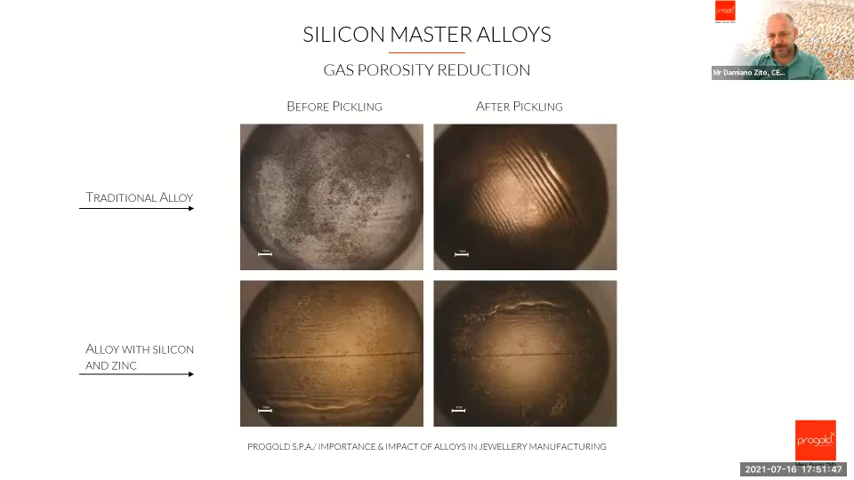 SILICON MASTER ALLOYS
GAS POROSITY REDUCTION
BEFORE PICKLING
AFTER PICKLING
TRADITIONAL ALLOY
ALLOY WITH SILICON
AND ZINC
PROGOLD S.P.A./ IMPORTANCE & IMPACT OF ALLOYS IN JEWELLERY MANUFACTURING
progold
Mr Damiano Zito, CE...
progold
2021-07-16 17:51:47